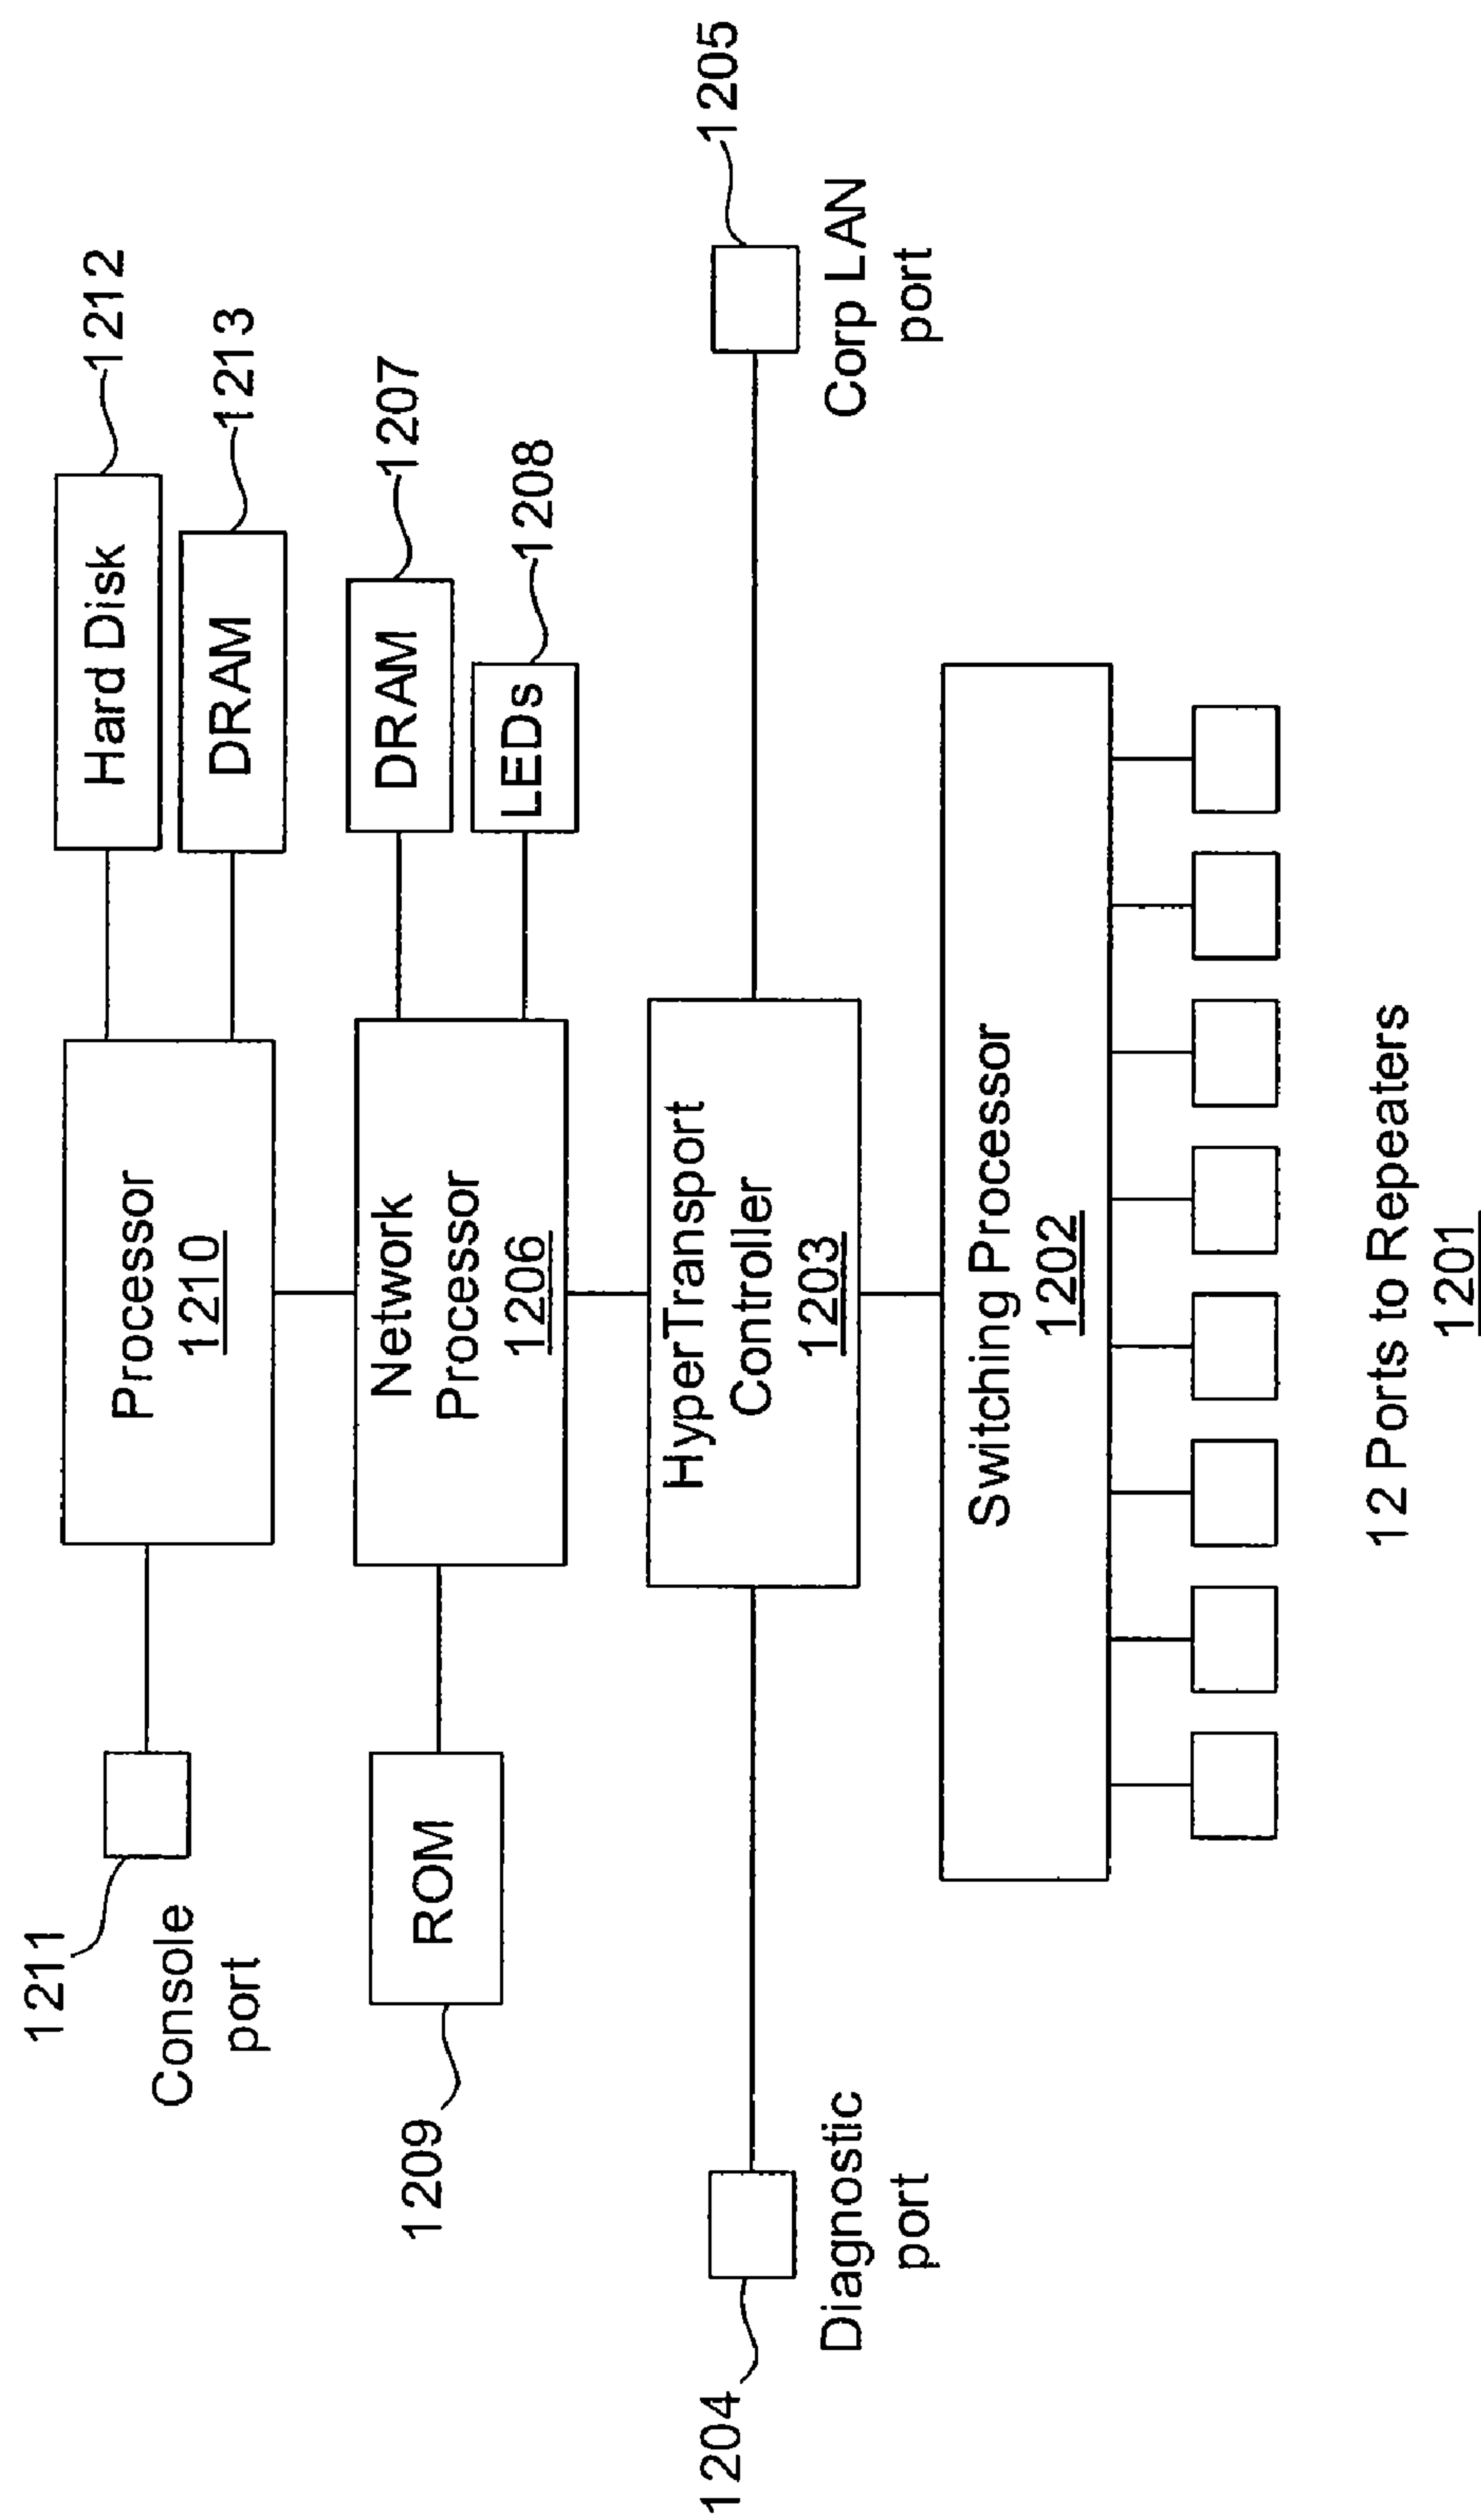 1211
Console
port
Processor
1210
Hard Disk
1212
DRAM
1213
1209
ROM
Network
Processor
1206
DRAM
1207
LEDs
1208
1204
Diagnostic
port
HyperTransport
Controller
1203
1205
Corp LAN
port
Switching Processor
1202
12 Ports to Repeaters
1201